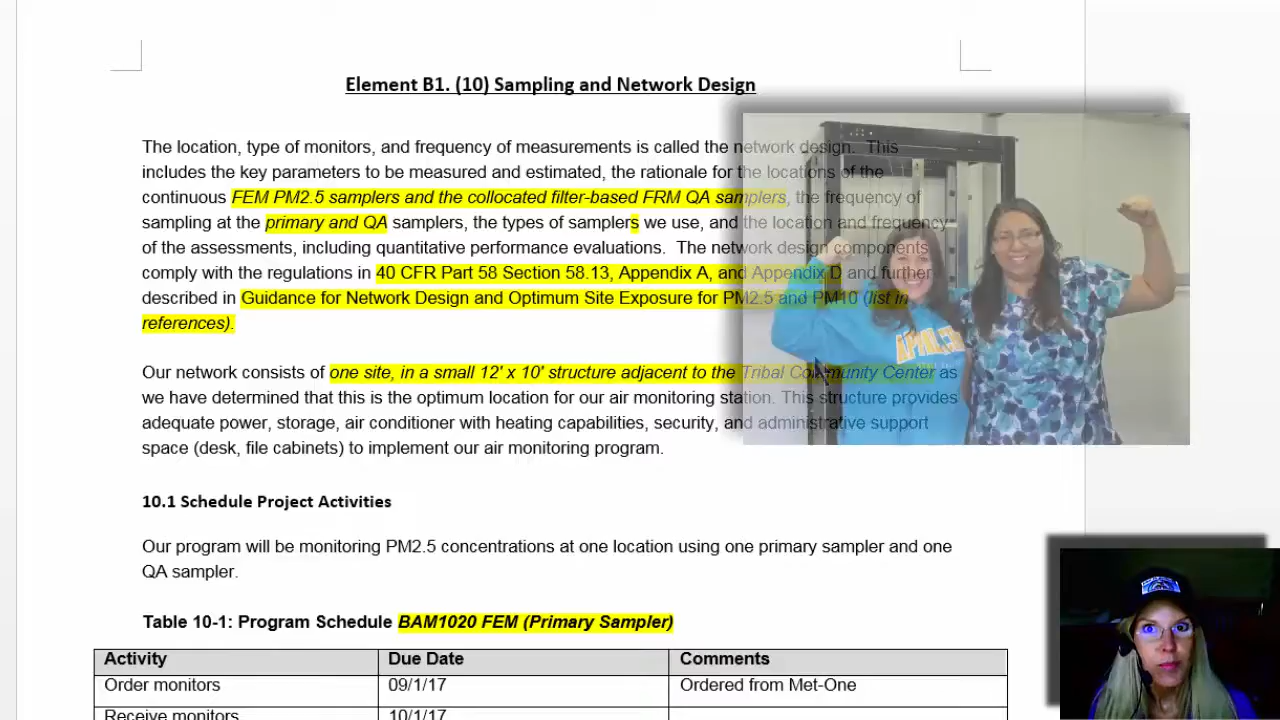 Element B1. (10) Sampling and Network Design
The location, type of monitors, and frequency of measurements is called the network design. This
includes the key parameters to be measured and estimated, the rationale for the locations of the
continuous FEM PM2.5 samplers and the collocated filter-based FRM QA samplers, the frequency of
sampling at the primary and QA samplers, the types of samplers we use, and the location and frequency
of the assessments, including quantitative performance evaluations. The network design components
comply with the regulations in 40 CFR Part 58 Section 58.13, Appendix A, and Appendix D and further
described in Guidance for Network Design and Optimum Site Exposure for PM2.5 and PM10 (list in
references).
Our network consists of one site, in a small 12' x 10' structure adjacent to the Tribal Community Center as
we have determined that this is the optimum location for our air monitoring station. This structure provides
adequate power, storage, air conditioner with heating capabilities, security, and administrative support
space (desk, file cabinets) to implement our air monitoring program.
10.1 Schedule Project Activities
Our program will be monitoring PM2.5 concentrations at one location using one primary sampler and one
QA sampler.
Table 10-1: Program Schedule BAM1020 FEM (Primary Sampler)
Activity Due Date Comments
Order monitors 09/1/17 Ordered from Met-One
Receive monitors 10/1/17